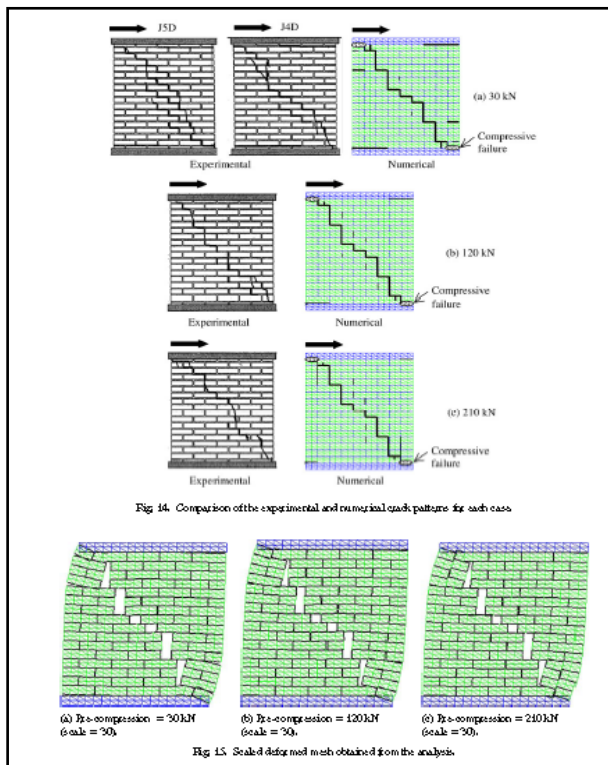 J5D J4D
(a) 30 kN
Compressive
failure
Experimental Numerical
(b) 120 kN
Compressive
failure
Experimental Numerical
(c) 210 kN
Compressive
failure
Experimental Numerical
Fig. 14. Comparison of the experimental and numerical crack patterns for each case.
(a) Pre-compression = 30 kN (b) Pre-compression = 120 kN (c) Pre-compression = 210 kN
(scale = 30). (scale = 30). (scale = 30).
Fig. 15. Scaled deformed mesh obtained from the analysis.